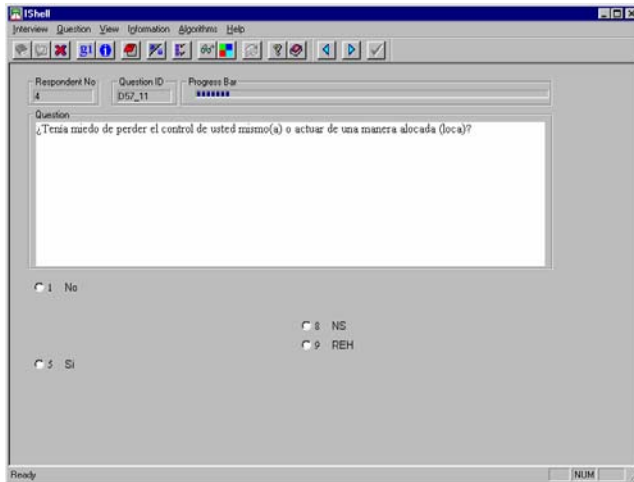 IShell
Interview Question View Information Algorithms Help
gi
Respondent No
4
Question ID
D57_11
Progress Bar
Question
¿Tenía miedo de perder el control de usted mismo(a) o actuar de una manera alocada (loca)?
1 No
8 NS
9 REH
5 Si
Ready
NUM